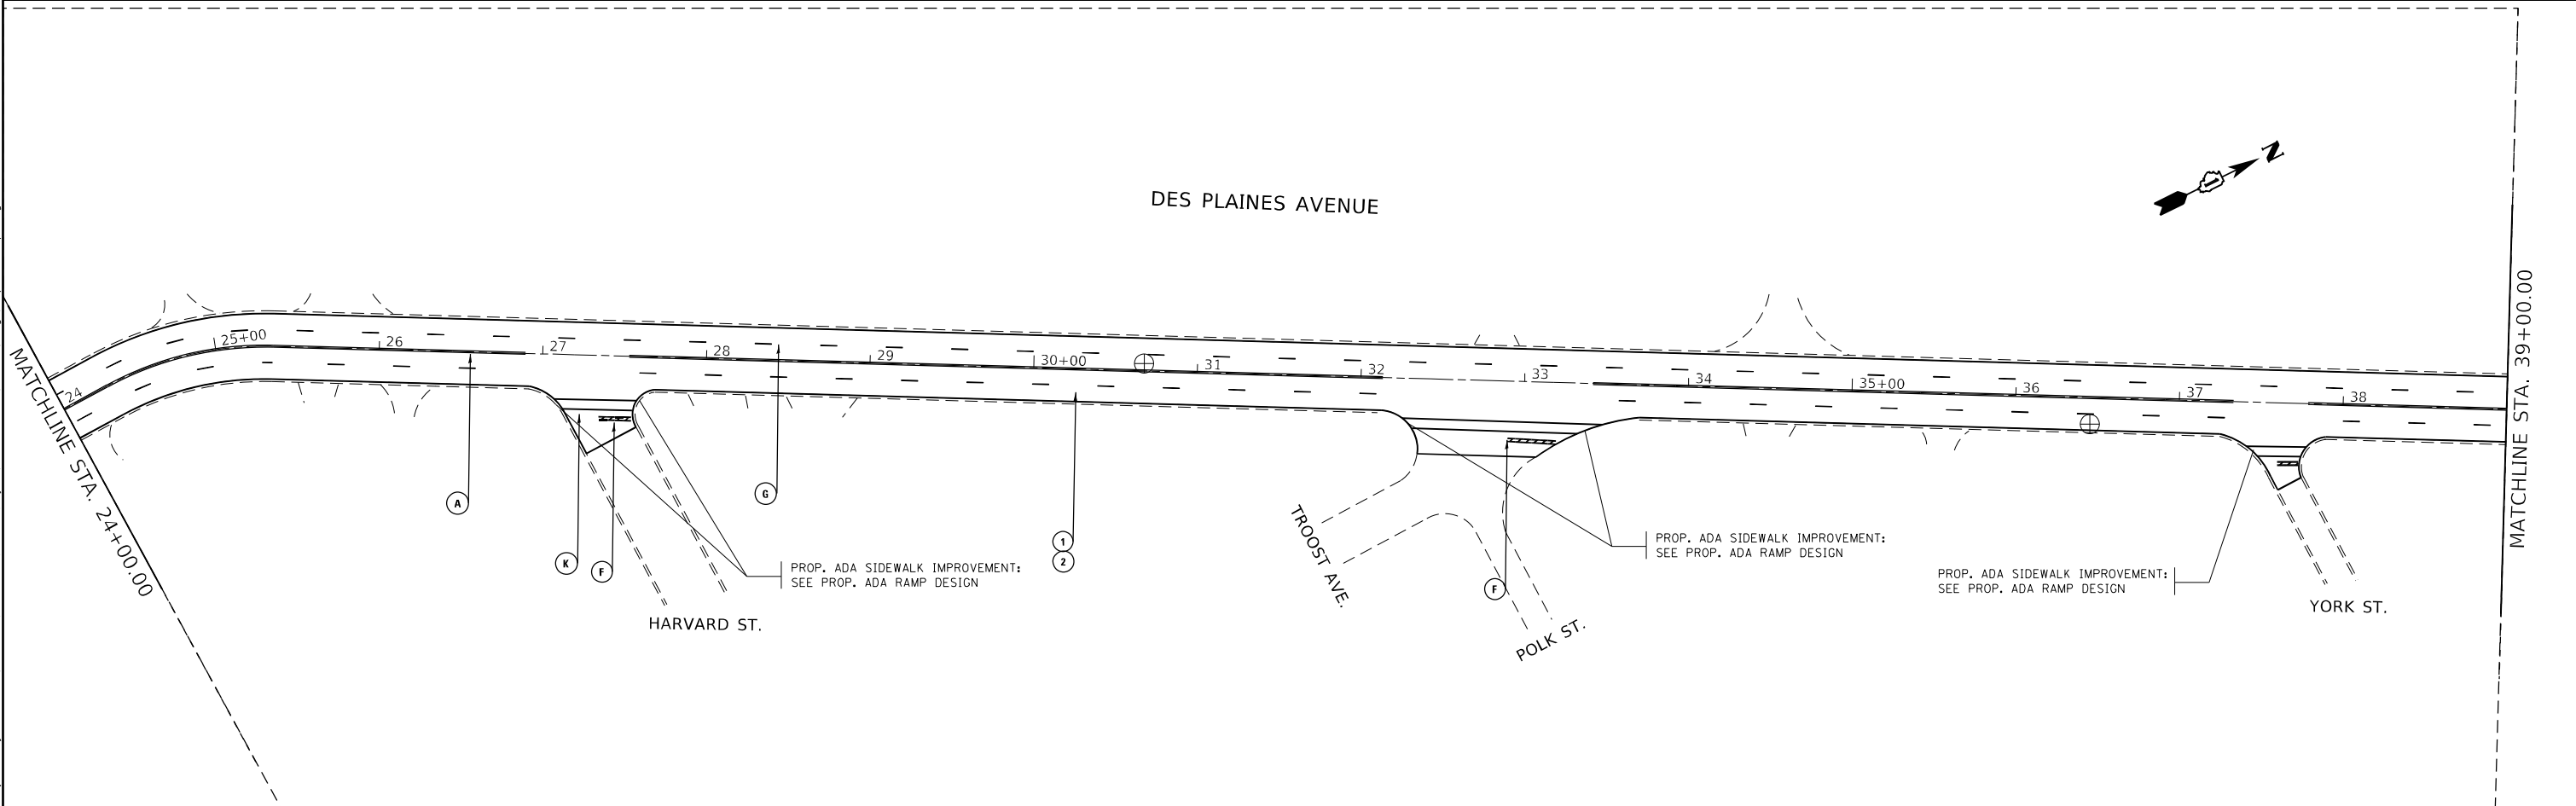 DES PLAINES AVENUE
N
MATCHLINE STA. 24+00.00
MATCHLINE STA. 39+00.00
24
25+00
26
27
28
29
30+00
31
32
33
34
35+00
36
37
38
A
K
F
G
1
2
F
PROP. ADA SIDEWALK IMPROVEMENT:
SEE PROP. ADA RAMP DESIGN
HARVARD ST.
TROOST AVE.
POLK ST.
PROP. ADA SIDEWALK IMPROVEMENT:
SEE PROP. ADA RAMP DESIGN
PROP. ADA SIDEWALK IMPROVEMENT:
SEE PROP. ADA RAMP DESIGN
YORK ST.